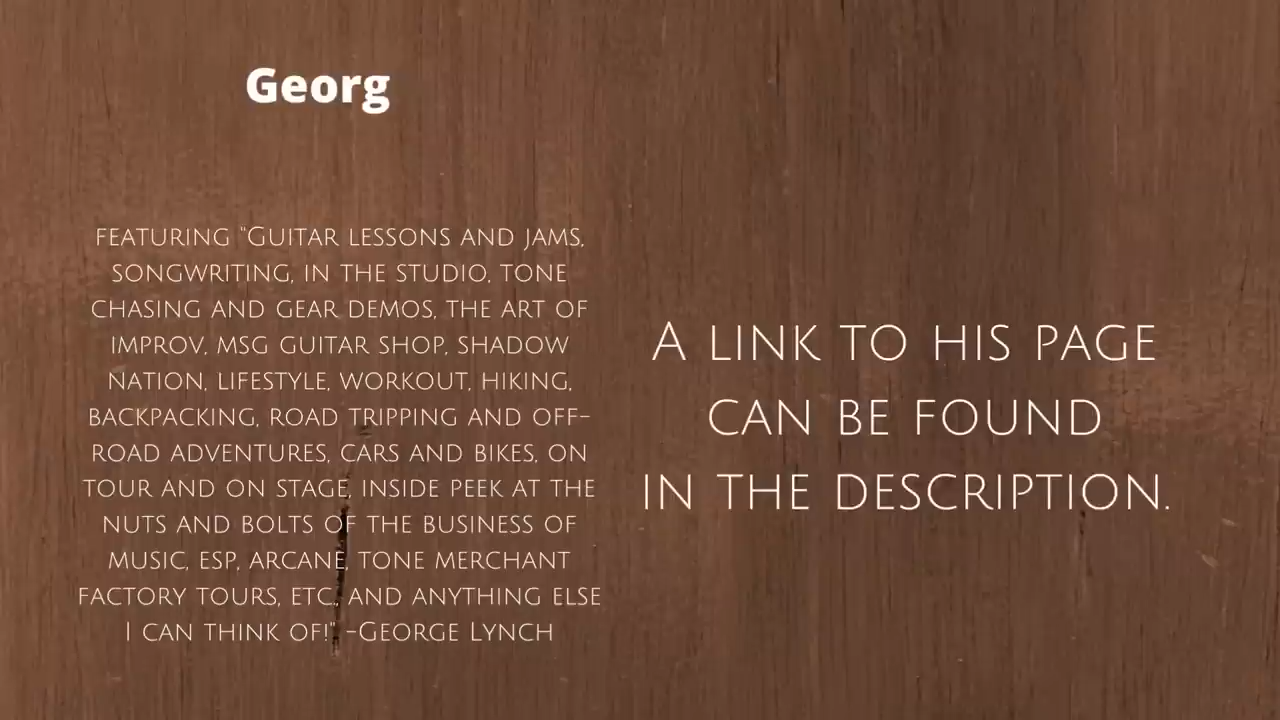 Georg
FEATURING "GUITAR LESSONS AND JAMS,
SONGWRITING, IN THE STUDIO, TONE
CHASING AND GEAR DEMOS, THE ART OF
IMPROV, MSG GUITAR SHOP, SHADOW
NATION, LIFESTYLE, WORKOUT, HIKING,
BACKPACKING, ROAD TRIPPING AND OFF-
ROAD ADVENTURES, CARS AND BIKES, ON
TOUR AND ON STAGE, INSIDE PEEK AT THE
NUTS AND BOLTS OF THE BUSINESS OF
MUSIC, ESP, ARCANE, TONE MERCHANT
FACTORY TOURS, ETC., AND ANYTHING ELSE
I CAN THINK OF!" -GEORGE LYNCH
A LINK TO HIS PAGE
CAN BE FOUND
IN THE DESCRIPTION.